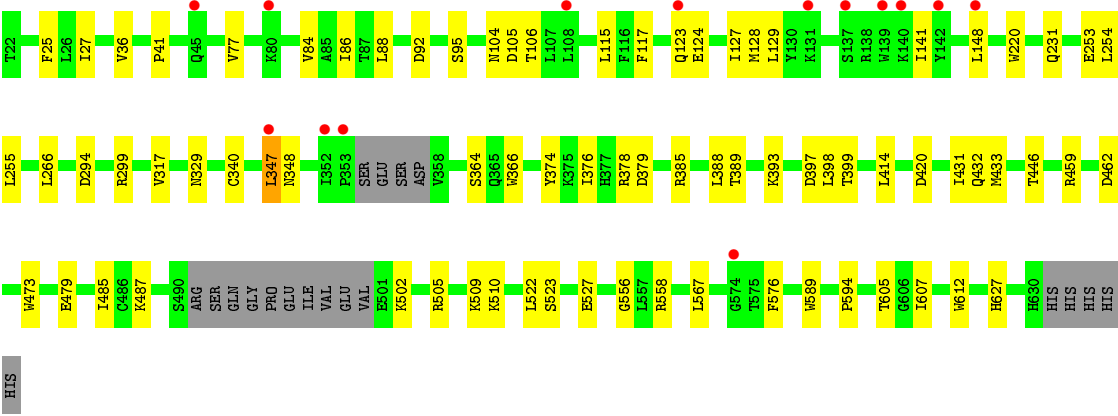 T22 F25 L26 I27 V36 P41 Q45 V77 K80 V84 A85 I86 T87 L88 D92 S95 N104 D105 T106 L107 L108 L115 F116 F117 Q123 E124 I127 M128 L129 Y130 K131 S137 R138 W139 K140 I141 Y142 L148 W220 Q231 E253 L254
L255 L266 D294 R299 V317 N329 C340 L347 N348 I352 P353 SER GLU SER ASP V358 S364 Q365 W366 Y374 K375 I376 H377 R378 D379 R385 L388 T389 K393 D397 L398 T399 L414 D420 I431 Q432 M433 T446 R459 D462
W473 E479 I485 C486 K487 S490 ARG SER GLN GLY PRO GLU ILE VAL GLU VAL E501 K502 R505 K509 K510 L522 S523 E527 G556 L557 R558 L567 G574 T575 F576 W589 P594 T605 G606 I607 W612 H627 H630 HIS HIS HIS HIS
HIS